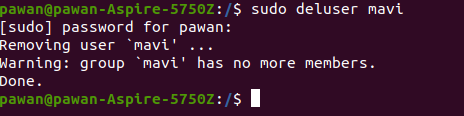 pawan@pawan-Aspire-5750Z:/$ sudo deluser mavi
[sudo] password for pawan:
Removing user `mavi' ...
Warning: group `mavi' has no more members.
Done.
pawan@pawan-Aspire-5750Z:/$